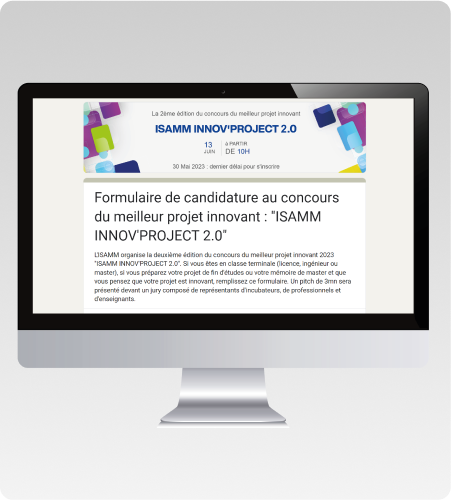 La 2ème édition du concours du meilleur projet innovant
ISAMM INNOV'PROJECT 2.0
13 à PARTIR
JUIN DE 10H
30 Mai 2023 : dernier délai pour s'inscrire
Formulaire de candidature au concours
du meilleur projet innovant : "ISAMM
INNOV'PROJECT 2.0"
L'ISAMM organise la deuxième édition du concours du meilleur projet innovant 2023
"ISAMM INNOV'PROJECT 2.0". Si vous êtes en classe terminale (licence, ingénieur ou
master), si vous préparez votre projet de fin d'études ou votre mémoire de master et que
vous pensez que votre projet est innovant, remplissez ce formulaire. Un pitch de 3mn sera
présenté devant un jury composé de représentants d'incubateurs, de professionnels et
d'enseignants.